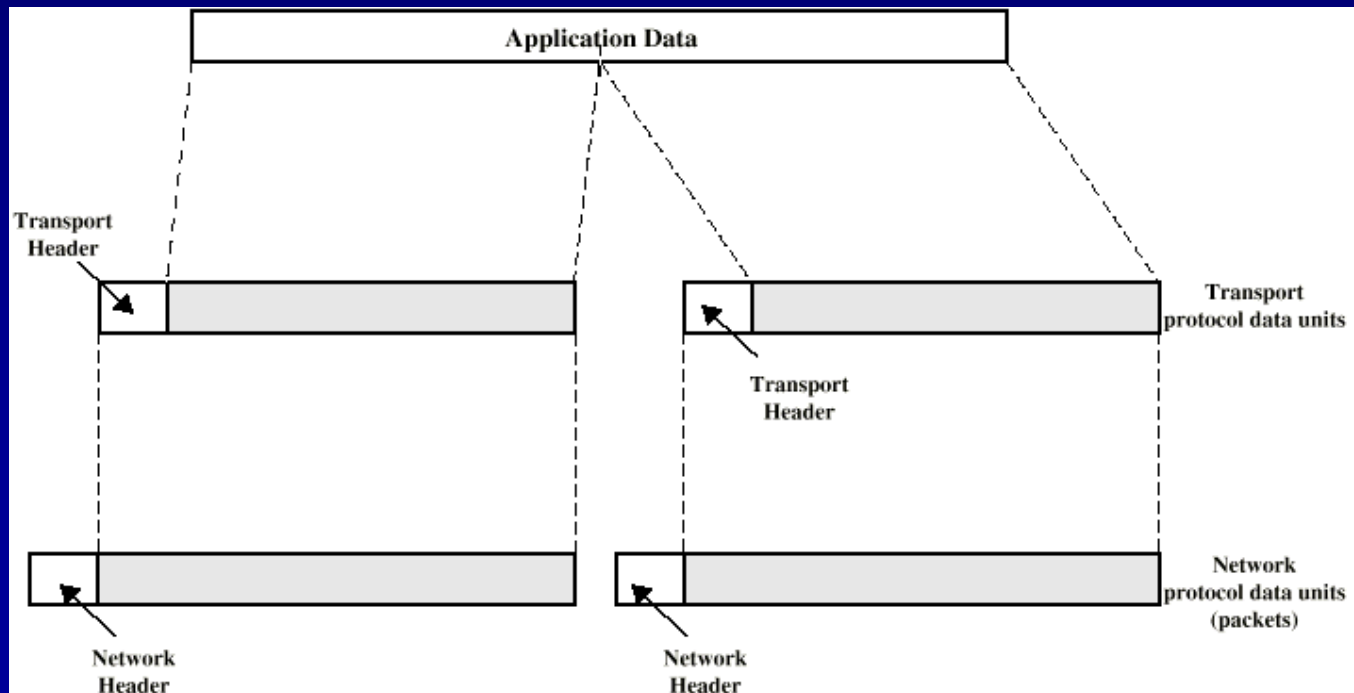 Application Data
Transport
Header
Transport
protocol data units
Transport
Header
Network
protocol data units
(packets)
Network
Header
Network
Header